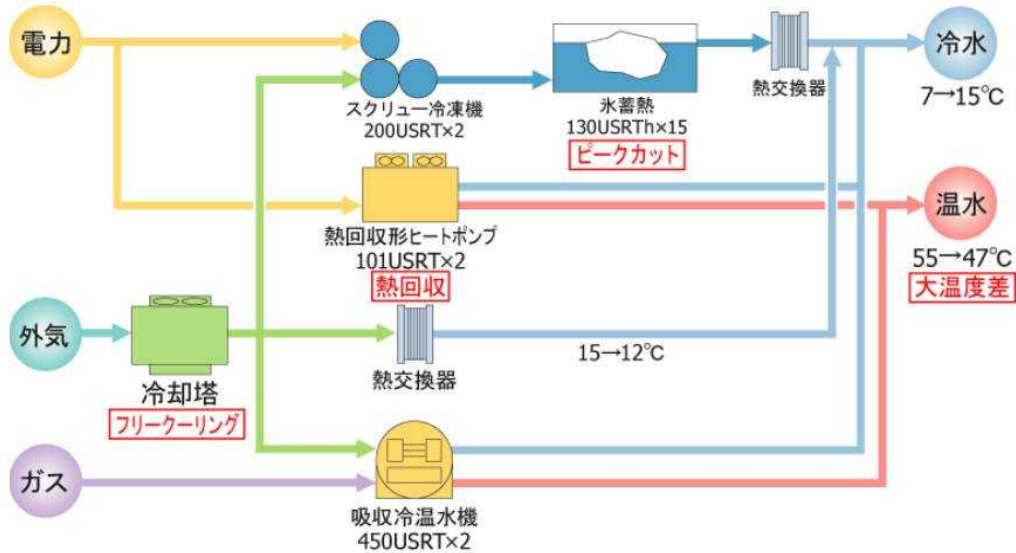 電力
スクリュー冷凍機
200USRT×2
氷蓄熱
130USRTh×15
ピークカット
熱交換器
冷水
7→15℃
熱回収形ヒートポンプ
101USRT×2
熱回収
温水
55→47℃
大温度差
外気
冷却塔
フリークーリング
熱交換器
15→12℃
ガス
吸収冷温水機
450USRT×2